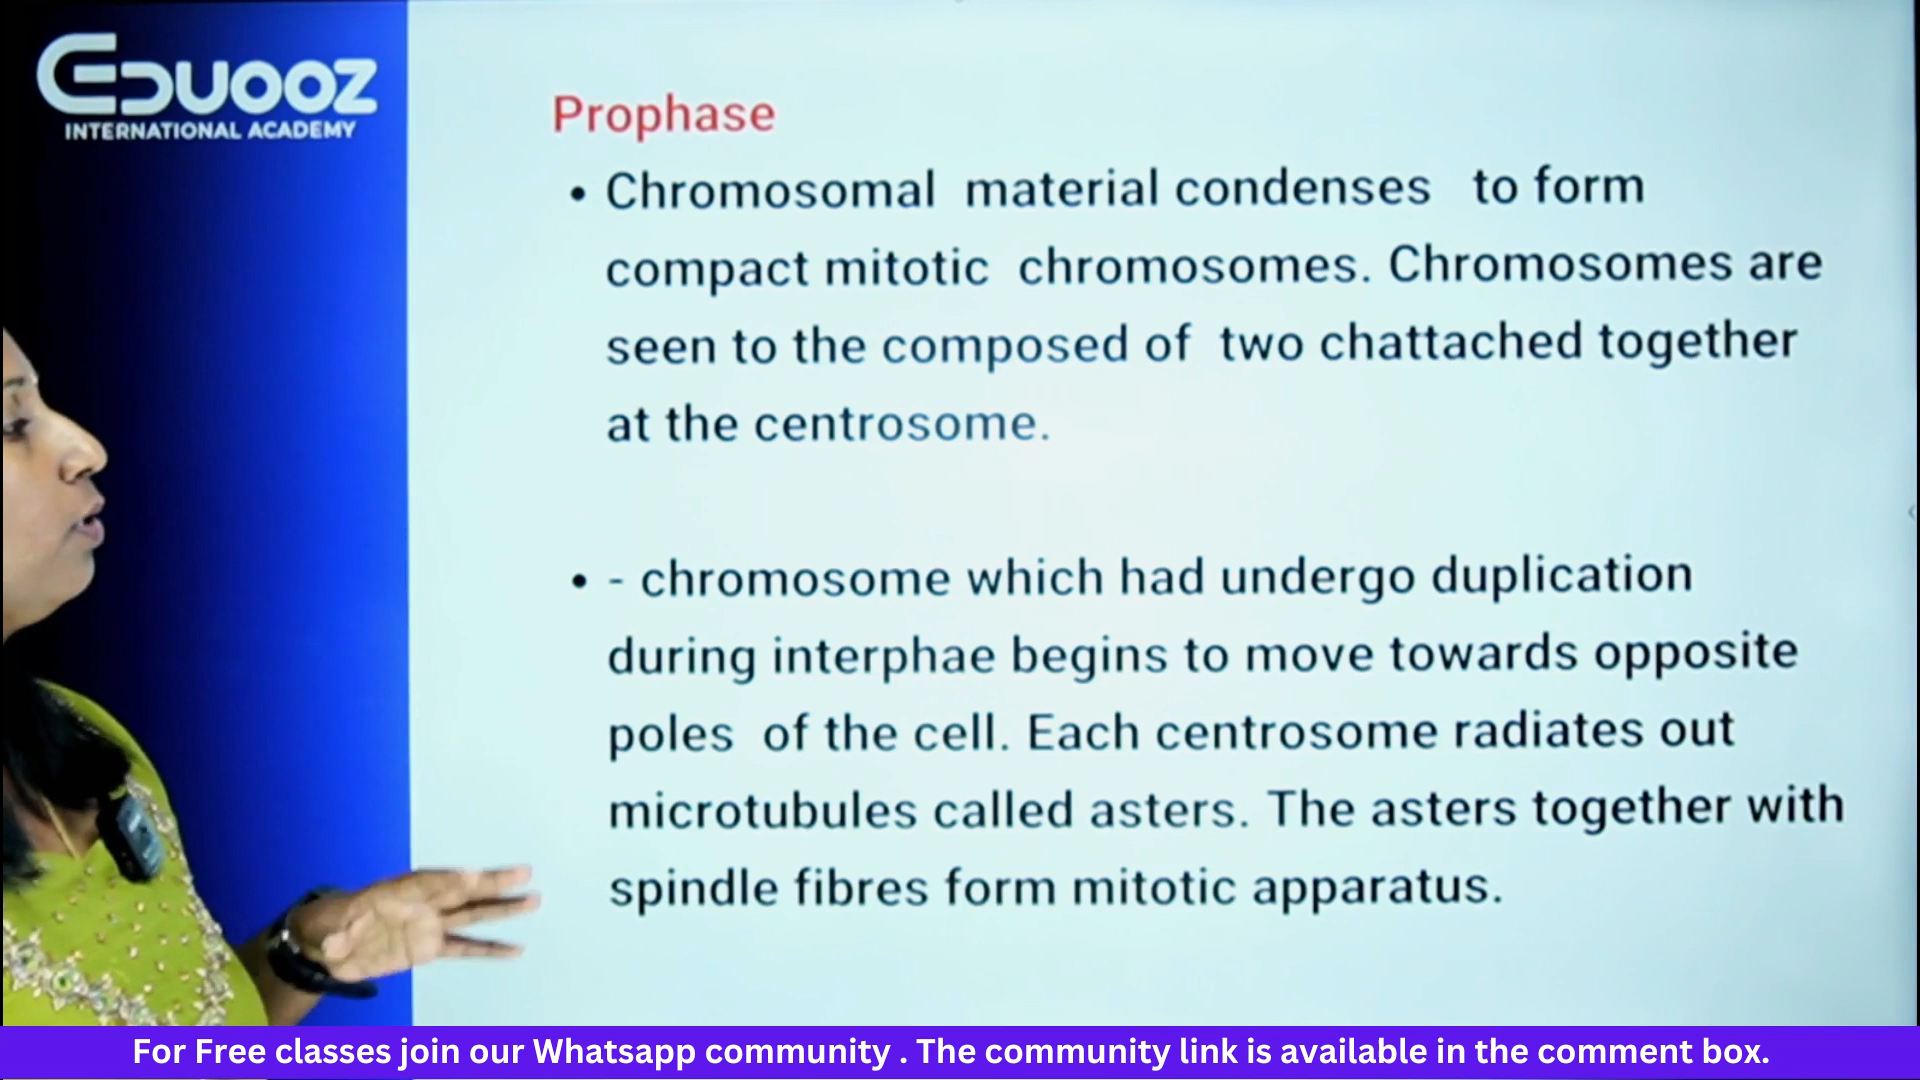 EDUOOZ
INTERNATIONAL ACADEMY
Prophase
• Chromosomal material condenses to form
compact mitotic chromosomes. Chromosomes are
seen to the composed of two chattached together
at the centrosome.
• - chromosome which had undergo duplication
during interphae begins to move towards opposite
poles of the cell. Each centrosome radiates out
microtubules called asters. The asters together with
spindle fibres form mitotic apparatus.
For Free classes join our Whatsapp community . The community link is available in the comment box.